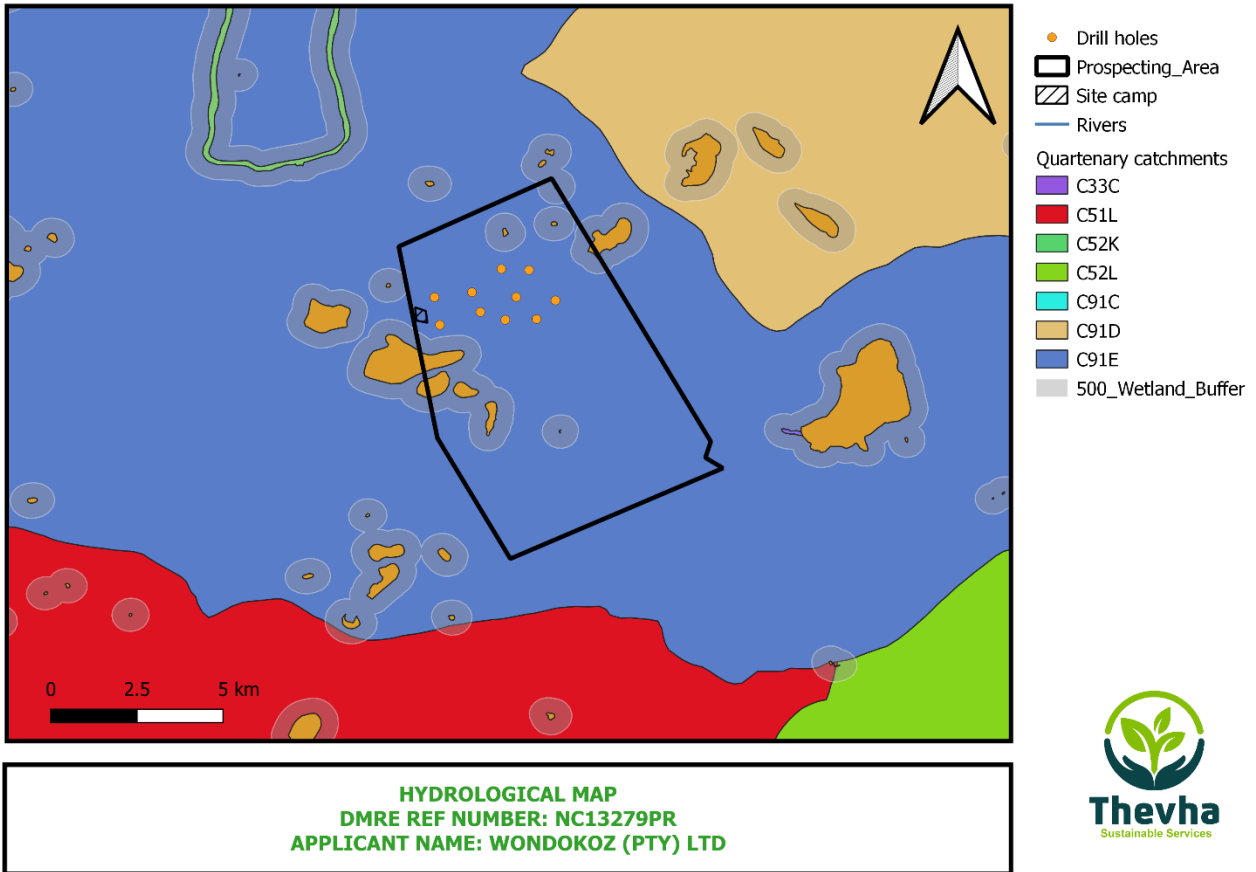 0 2.5 5 km
Drill holes
Prospecting_Area
Site camp
Rivers
Quartenary catchments
C33C
C51L
C52K
C52L
C91C
C91D
C91E
500_Wetland_Buffer
HYDROLOGICAL MAP
DMRE REF NUMBER: NC13279PR
APPLICANT NAME: WONDOKOZ (PTY) LTD
Thevha
Sustainable Services